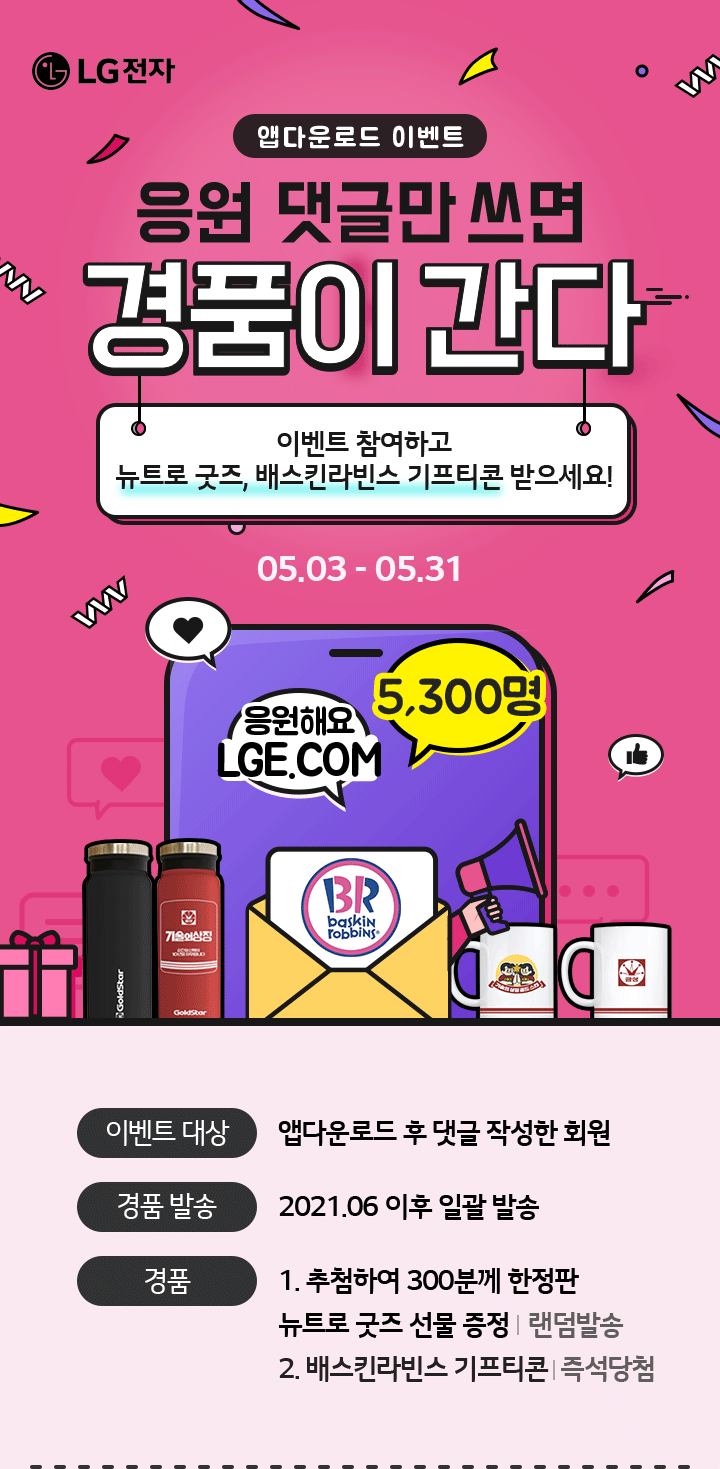 LG전자
앱다운로드 이벤트
응원 댓글만 쓰면
경품이 간다
이벤트 참여하고
뉴트로 굿즈, 배스킨라빈스 기프티콘 받으세요!
05.03 - 05.31
5,300명
응원해요
LGE.COM
BR
baskin
robbins
기술의상징
GoldStar
GoldStar
금성
이벤트 대상
앱다운로드 후 댓글 작성한 회원
경품 발송
2021.06 이후 일괄 발송
경품
1. 추첨하여 300분께 한정판
뉴트로 굿즈 선물 증정 | 랜덤발송
2. 배스킨라빈스 기프티콘 | 즉석당첨